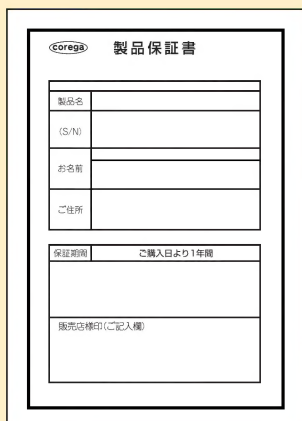 corega 製品保証書
製品名
(S/N)
お名前
ご住所
保証期間 ご購入日より1年間
販売店様印(ご記入欄)